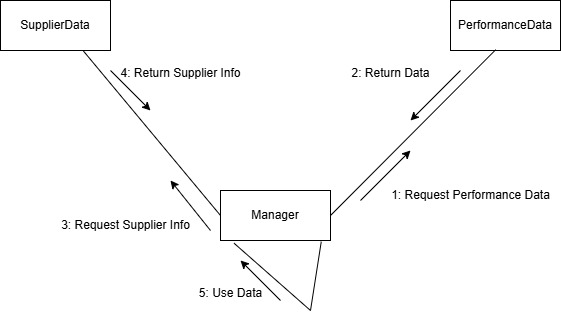 SupplierData
PerformanceData
4: Return Supplier Info
2: Return Data
1: Request Performance Data
Manager
3: Request Supplier Info
5: Use Data